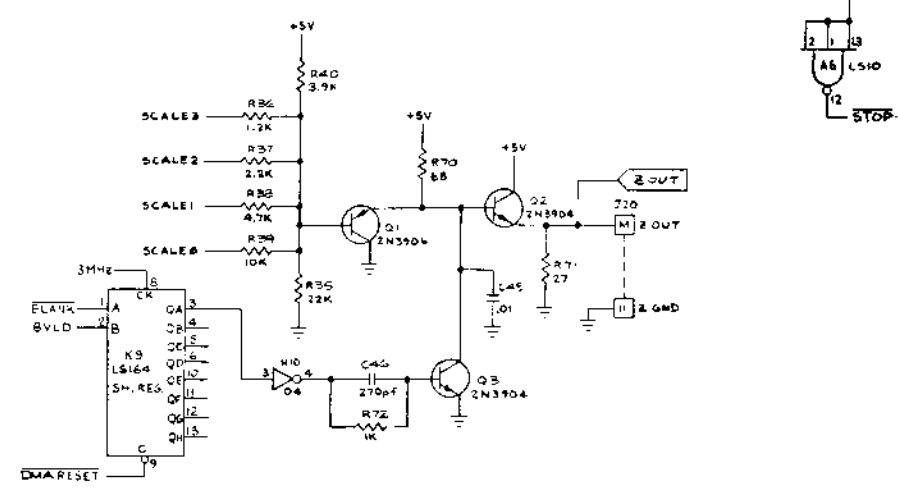 +5V
R40
3.9K
SCALE3
R36
1.2K
SCALE2
R37
2.2K
SCALE1
R38
4.7K
SCALE0
R39
10K
R35
22K
+5V
R70
68
+5V
Q1
2N3906
Q2
2N3904
Z OUT
J20
M
Z OUT
R71
27
Z GND
C45
.01
3MHz
8
CK
BLANK
1
A
BVLD
2
B
K9
LS164
SH. REG.
QA
3
QB
4
QC
5
QD
6
QE
10
QF
11
QG
12
QH
13
C
9
DMARESET
3
H10
4
04
C46
270pf
R72
1K
Q3
2N3904
2
1
13
A6
LS10
12
STOP